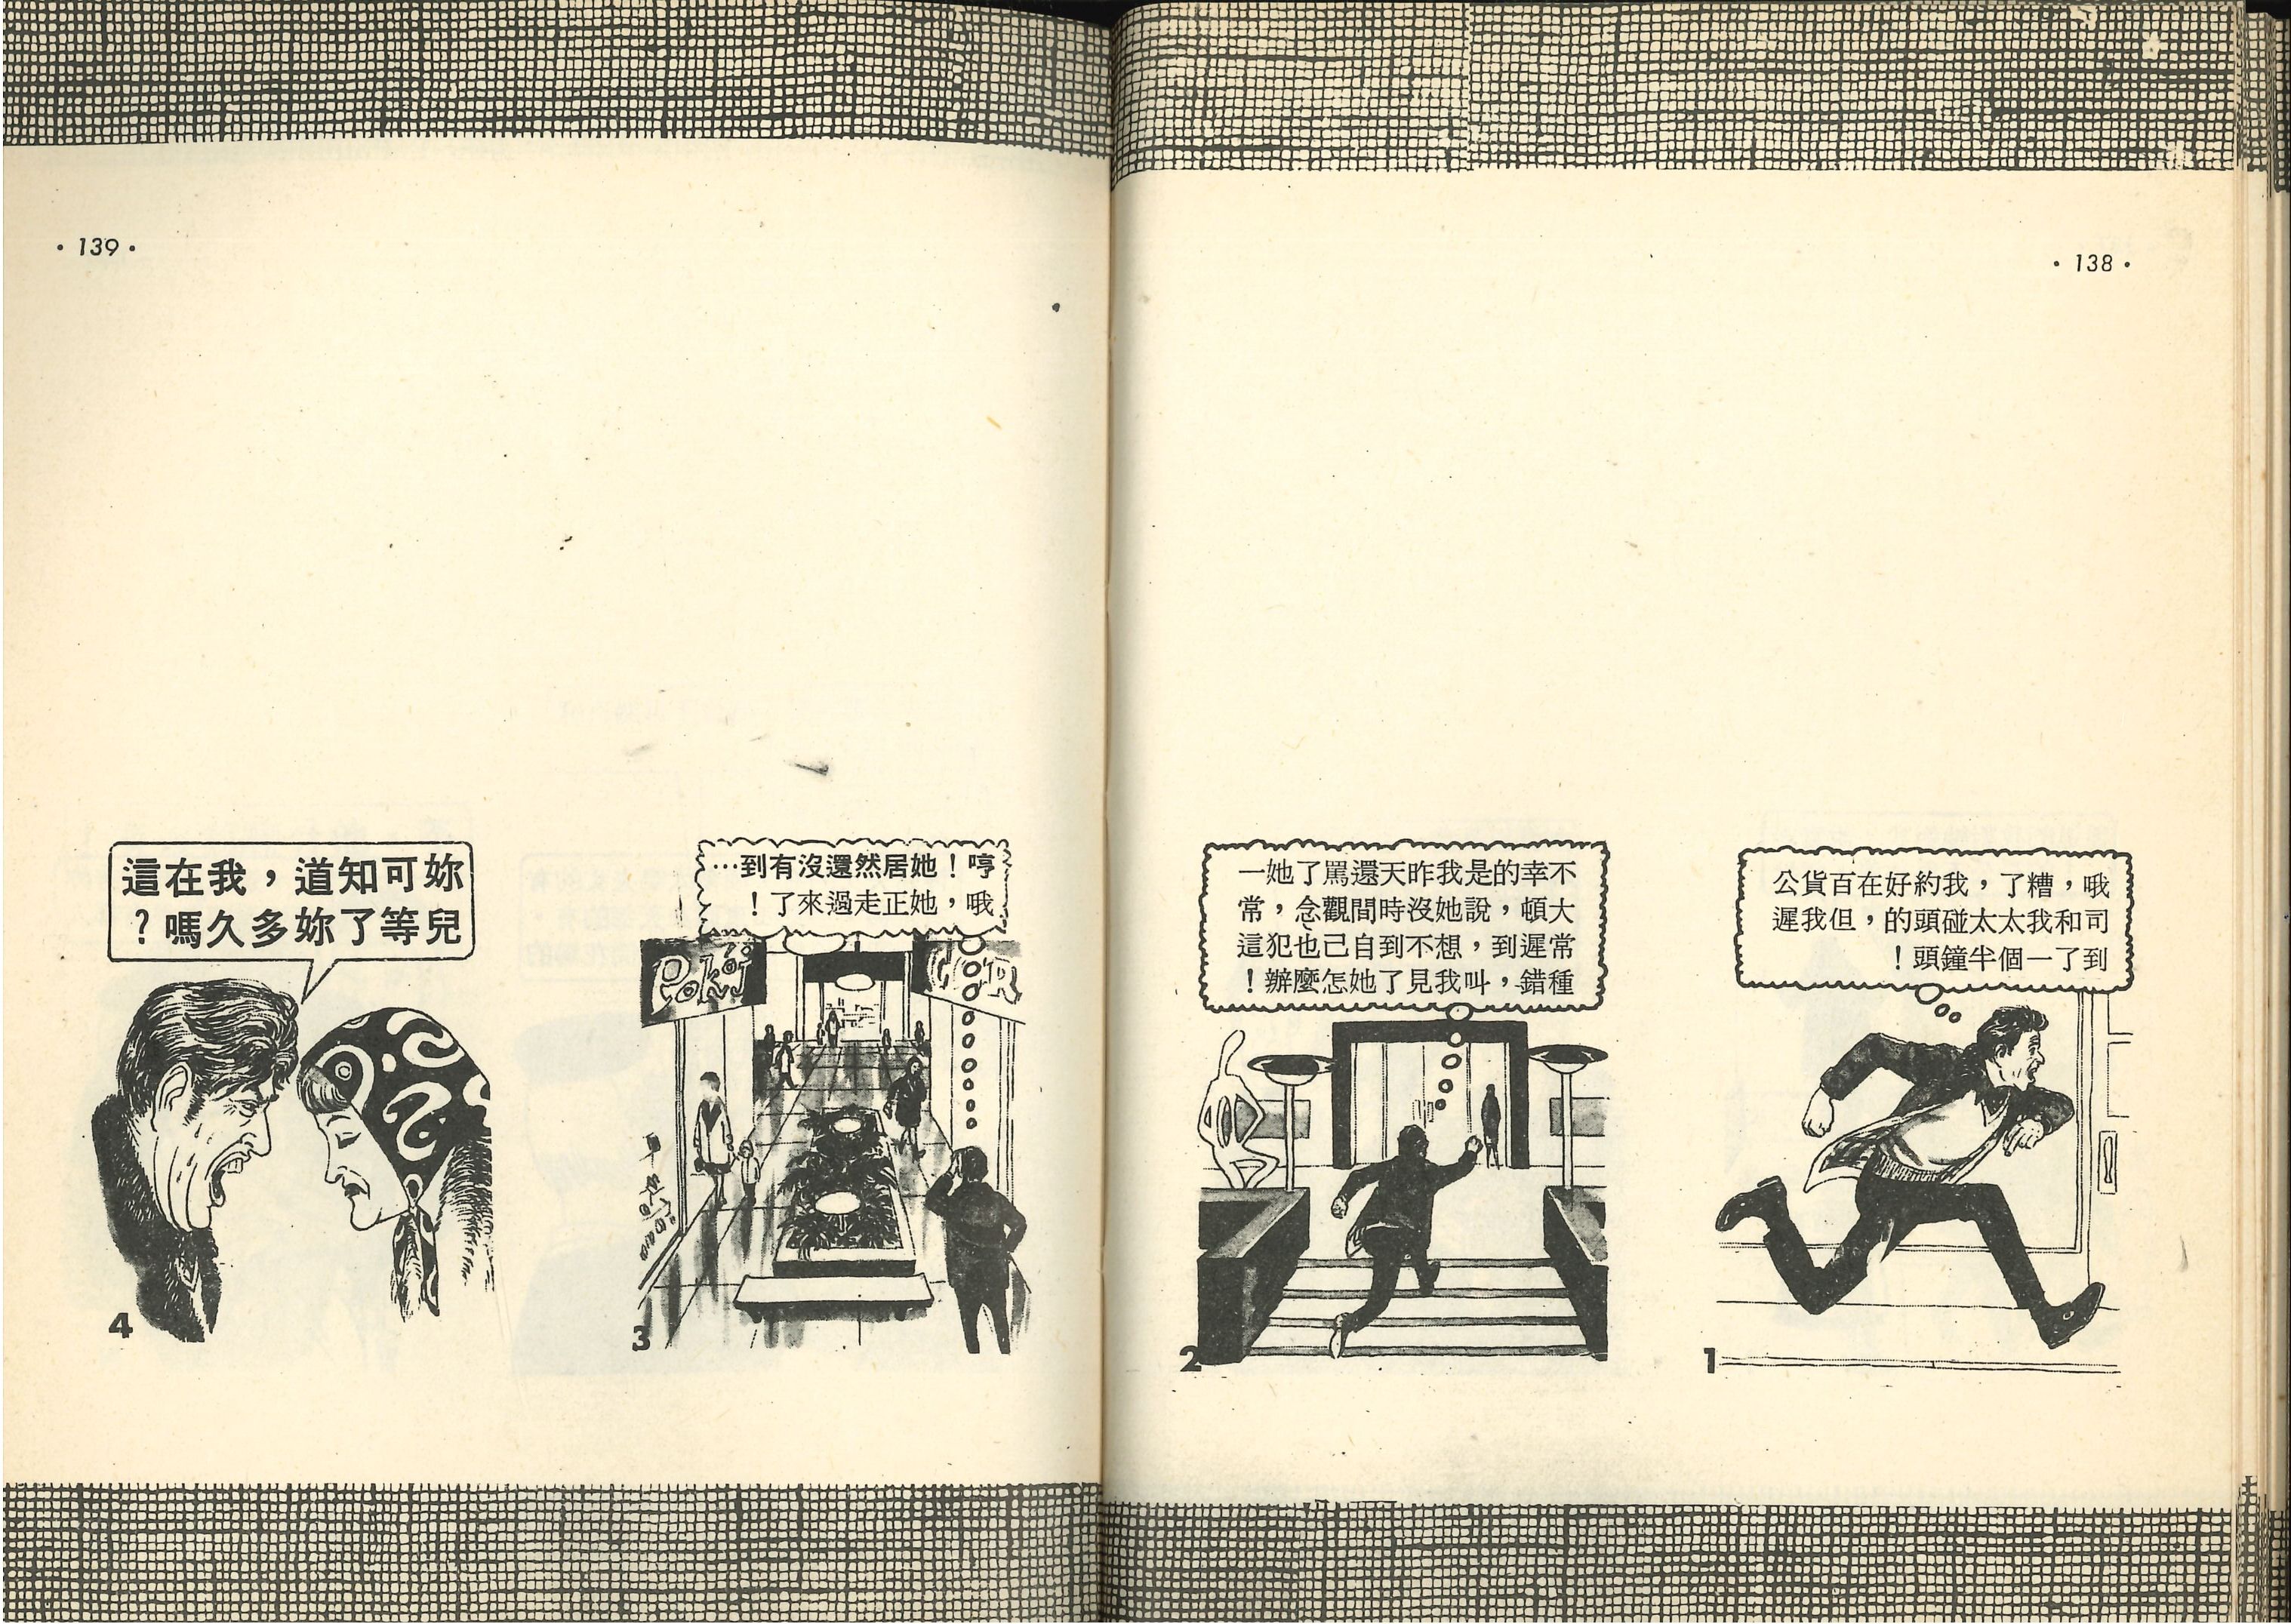 • 138 •
哦，糟了，我約好在百貨公
司和我太太碰頭的，但我遲
到了一個半鐘頭！
1
不幸的是我昨天還罵了她一
大頓，說她沒時間觀念，常
常遲到，想不到自己也犯這
種錯，叫我見了她怎麼辦！
2
• 139 •
哼！她居然還沒有到…
哦，她正走過來了！
3
妳可知道，我在這
兒等了妳多久嗎？
4